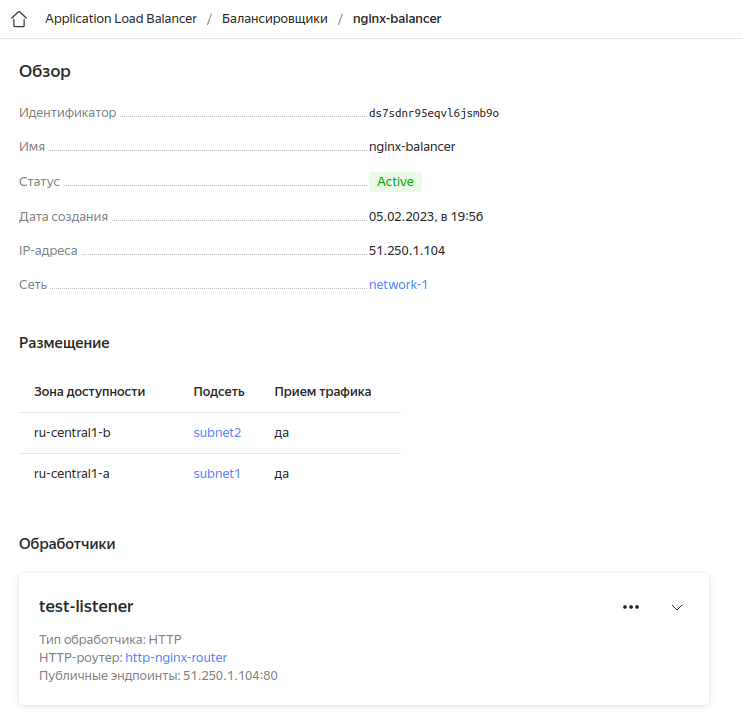 Application Load Balancer / Балансировщики / nginx-balancer
Обзор
Идентификатор ds7sdnr95eqvl6jsmb9o
Имя nginx-balancer
Статус Active
Дата создания 05.02.2023, в 19:56
IP-адреса 51.250.1.104
Сеть network-1
Размещение
Зона доступности Подсеть Прием трафика
ru-central1-b subnet2 да
ru-central1-a subnet1 да
Обработчики
test-listener
Тип обработчика: HTTP
HTTP-роутер: http-nginx-router
Публичные эндпоинты: 51.250.1.104:80